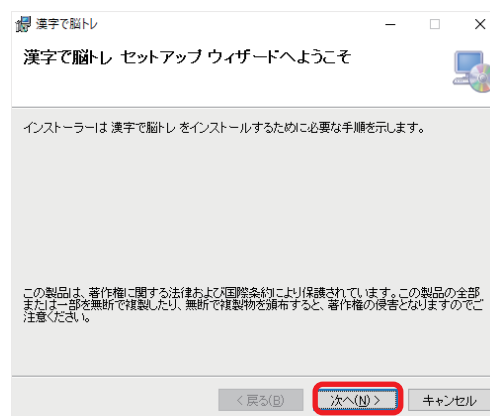 漢字で脳トレ
漢字で脳トレ セットアップ ウィザードへようこそ
インストーラーは 漢字で脳トレ をインストールするために必要な手順を示します。
この製品は、著作権に関する法律および国際条約により保護されています。この製品の全部
または一部を無断で複製したり、無断で複製物を頒布すると、著作権の侵害となりますのでご
注意ください。
< 戻る(B) 次へ(N) > キャンセル